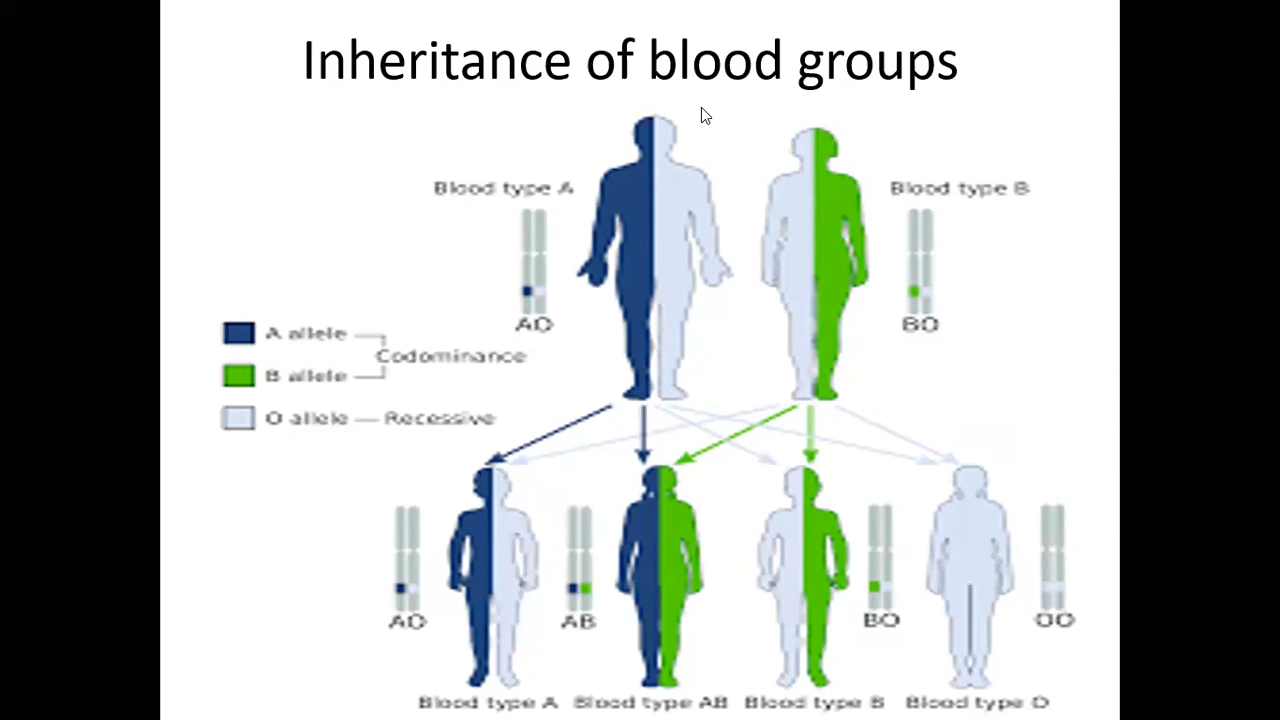 Inheritance of blood groups
Blood type A
Blood type B
AO
BO
A allele
Codominance
B allele
O allele — Recessive
AO
AB
BO
OO
Blood type A
Blood type AB
Blood type B
Blood type O